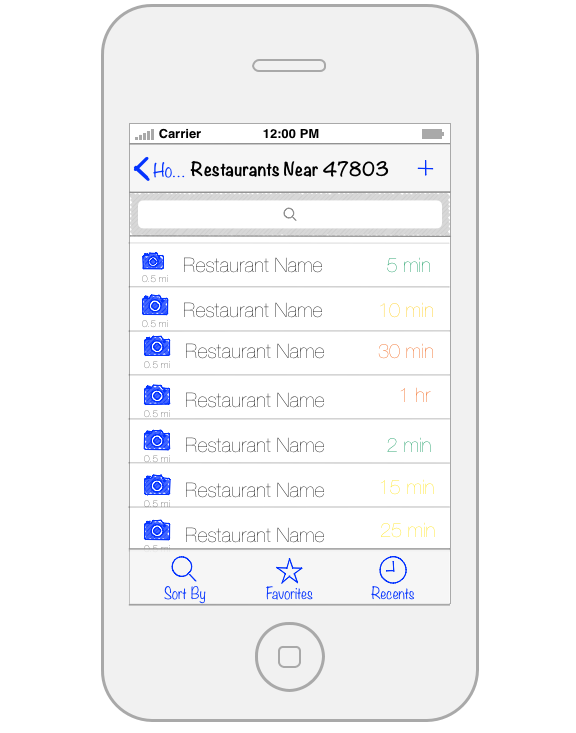 Carrier 12:00 PM
Ho... Restaurants Near 47803 +
Restaurant Name 5 min
0.5 mi
Restaurant Name 10 min
0.5 mi
Restaurant Name 30 min
0.5 mi
Restaurant Name 1 hr
0.5 mi
Restaurant Name 2 min
0.5 mi
Restaurant Name 15 min
0.5 mi
Restaurant Name 25 min
0.5 mi
Sort By Favorites Recents